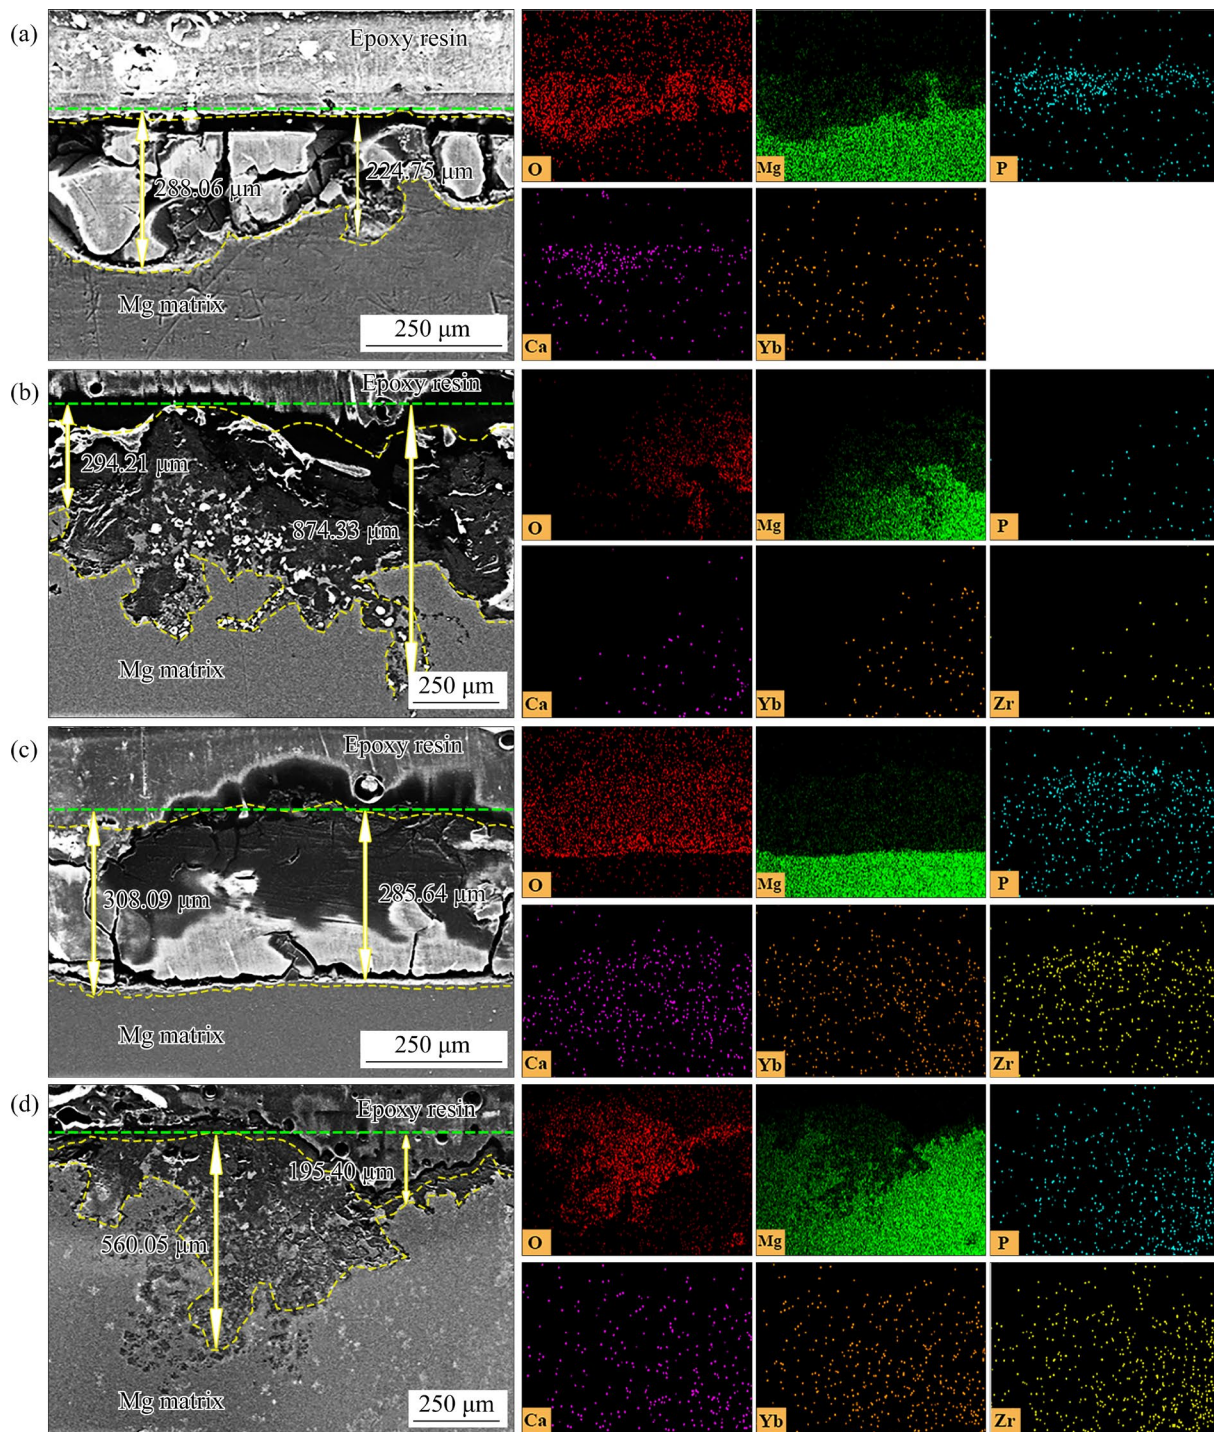 (a)
Epoxy resin
288.06 μm
224.75 μm
Mg matrix
250 μm
O
Mg
P
Ca
Yb
(b)
Epoxy resin
294.21 μm
874.33 μm
Mg matrix
250 μm
O
Mg
P
Ca
Yb
Zr
(c)
Epoxy resin
308.09 μm
285.64 μm
Mg matrix
250 μm
O
Mg
P
Ca
Yb
Zr
(d)
Epoxy resin
195.40 μm
560.05 μm
Mg matrix
250 μm
O
Mg
P
Ca
Yb
Zr